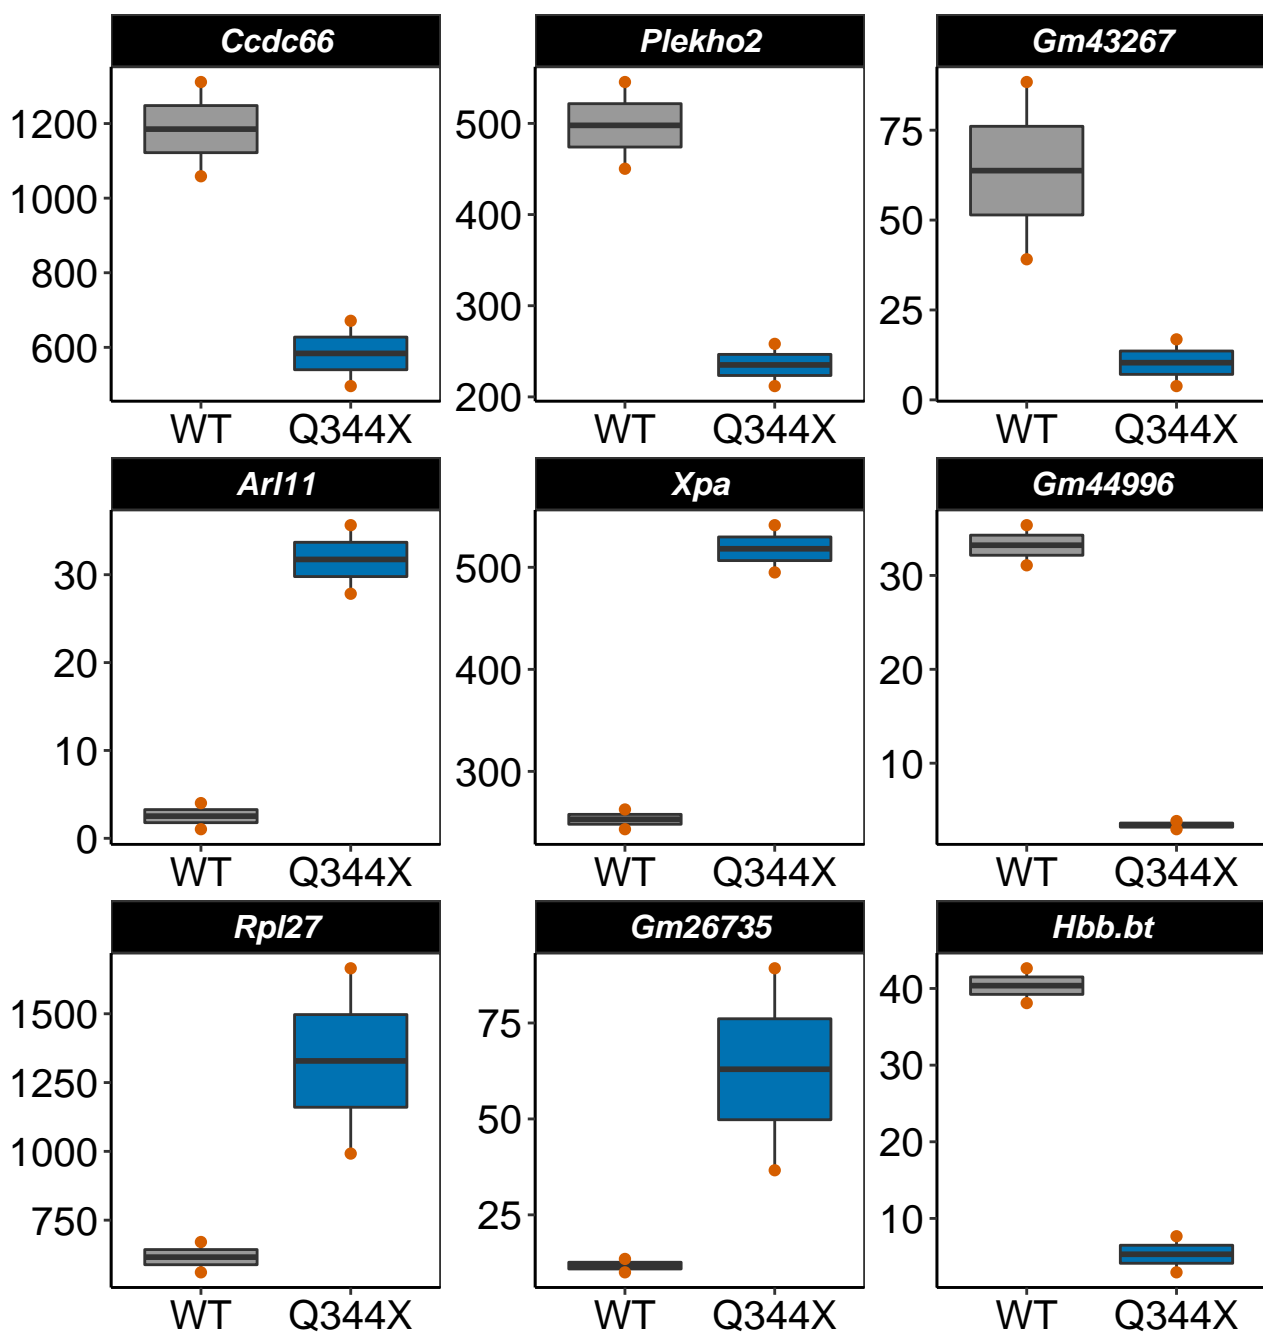 Ccdc66 Plekho2 Gm43267
1200 500 75
1000 400 50
800 300 25
600 200 0
WT Q344X WT Q344X WT Q344X
Arl11 Xpa Gm44996
30 500 30
20 400 20
10 300 10
0
WT Q344X WT Q344X WT Q344X
Rpl27 Gm26735 Hbb.bt
1500 75 40
1250 50 30
1000 25 20
750 10
WT Q344X WT Q344X WT Q344X